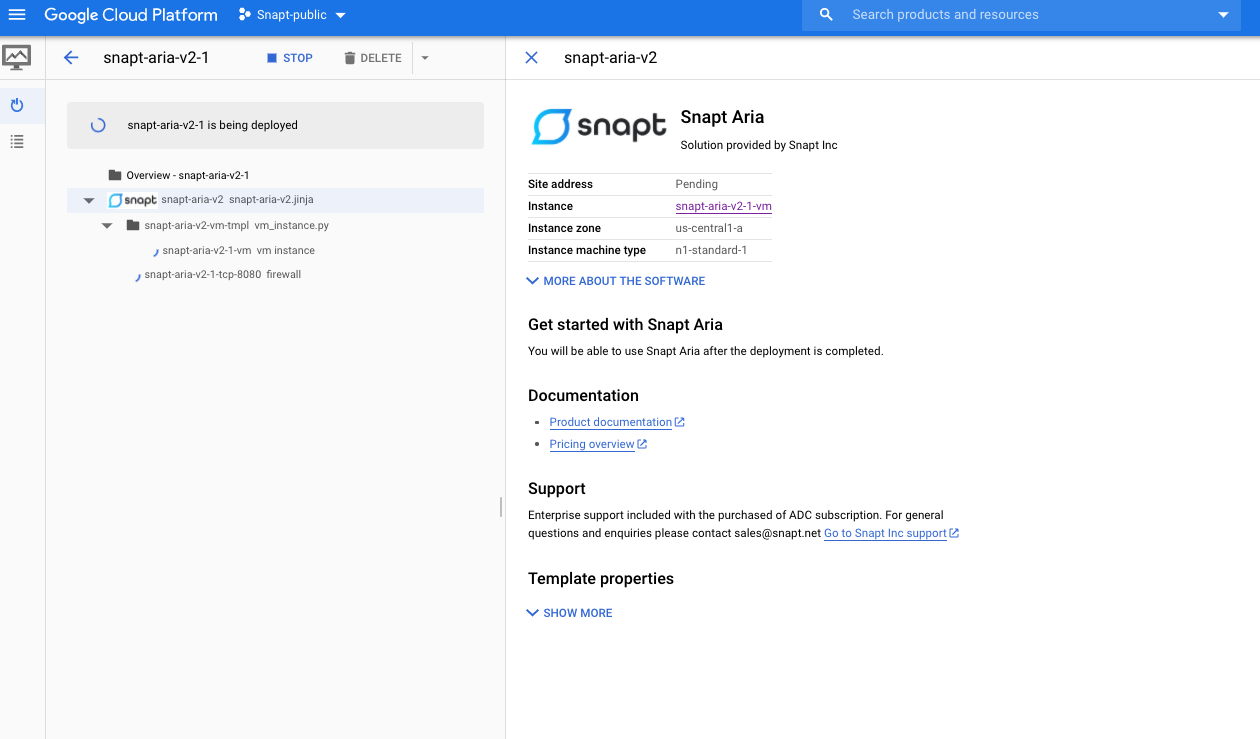 Google Cloud Platform
Snapt-public
Search products and resources
snapt-aria-v2-1
STOP
DELETE
snapt-aria-v2-1 is being deployed
Overview - snapt-aria-v2-1
snapt snapt-aria-v2 snapt-aria-v2.jinja
snapt-aria-v2-vm-tmpl vm_instance.py
snapt-aria-v2-1-vm vm instance
snapt-aria-v2-1-tcp-8080 firewall
snapt-aria-v2
snapt
Snapt Aria
Solution provided by Snapt Inc
Site address Pending
Instance snapt-aria-v2-1-vm
Instance zone us-central1-a
Instance machine type n1-standard-1
MORE ABOUT THE SOFTWARE
Get started with Snapt Aria
You will be able to use Snapt Aria after the deployment is completed.
Documentation
Product documentation
Pricing overview
Support
Enterprise support included with the purchased of ADC subscription. For general
questions and enquiries please contact sales@snapt.net Go to Snapt Inc support
Template properties
SHOW MORE